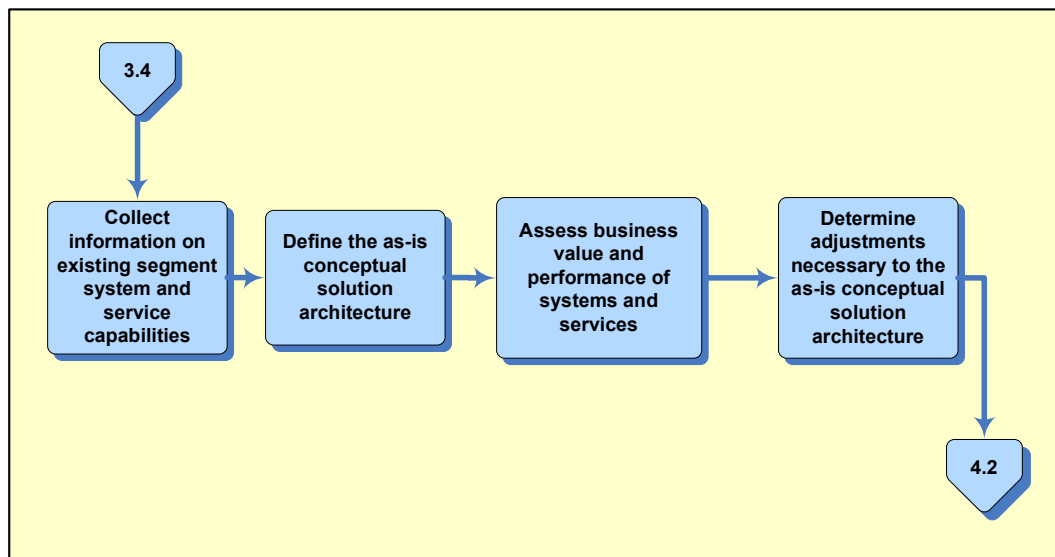 3.4
Collect
information on
existing segment
system and
service
capabilities
Define the as-is
conceptual
solution
architecture
Assess business
value and
performance of
systems and
services
Determine
adjustments
necessary to the
as-is conceptual
solution
architecture
4.2